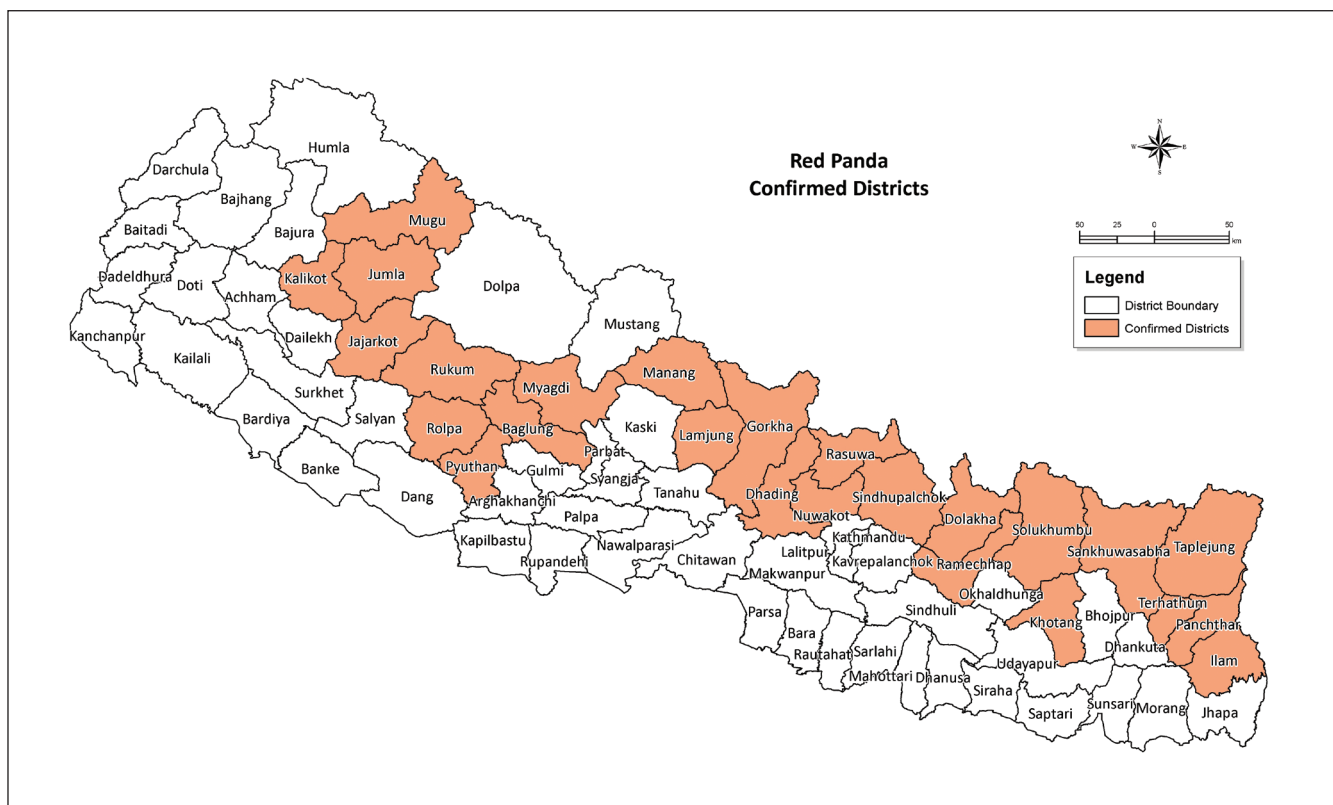 Red Panda
Confirmed Districts
N
W
E
S
50
25
0
50
km
Legend
District Boundary
Confirmed Districts
Humla
Darchula
Bajhang
Mugu
Baitadi
Bajura
Dadeldhura
Doti
Achham
Kalikot
Jumla
Dolpa
Kanchanpur
Kailali
Dailekh
Jajarkot
Mustang
Rukum
Myagdi
Manang
Surkhet
Bardiya
Salyan
Rolpa
Baglung
Kaski
Lamjung
Gorkha
Parbat
Rasuwa
Banke
Pyuthan
Gulmi
Syangja
Dang
Arghakhanchi
Tanahu
Dhading
Sindhupalchok
Palpa
Nuwakot
Dolakha
Solukhumbu
Sankhuwasabha
Taplejung
Kapilbastu
Rupandehi
Nawalparasi
Chitawan
Kathmandu
Lalitpur
Kavrepalanchok
Makwanpur
Ramechhap
Okhaldhunga
Terhathum
Parsa
Sindhuli
Khotang
Bhojpur
Panchthar
Bara
Rautahat
Sarlahi
Dhankuta
Ilam
Mahottari
Dhanusa
Udayapur
Siraha
Saptari
Sunsari
Morang
Jhapa